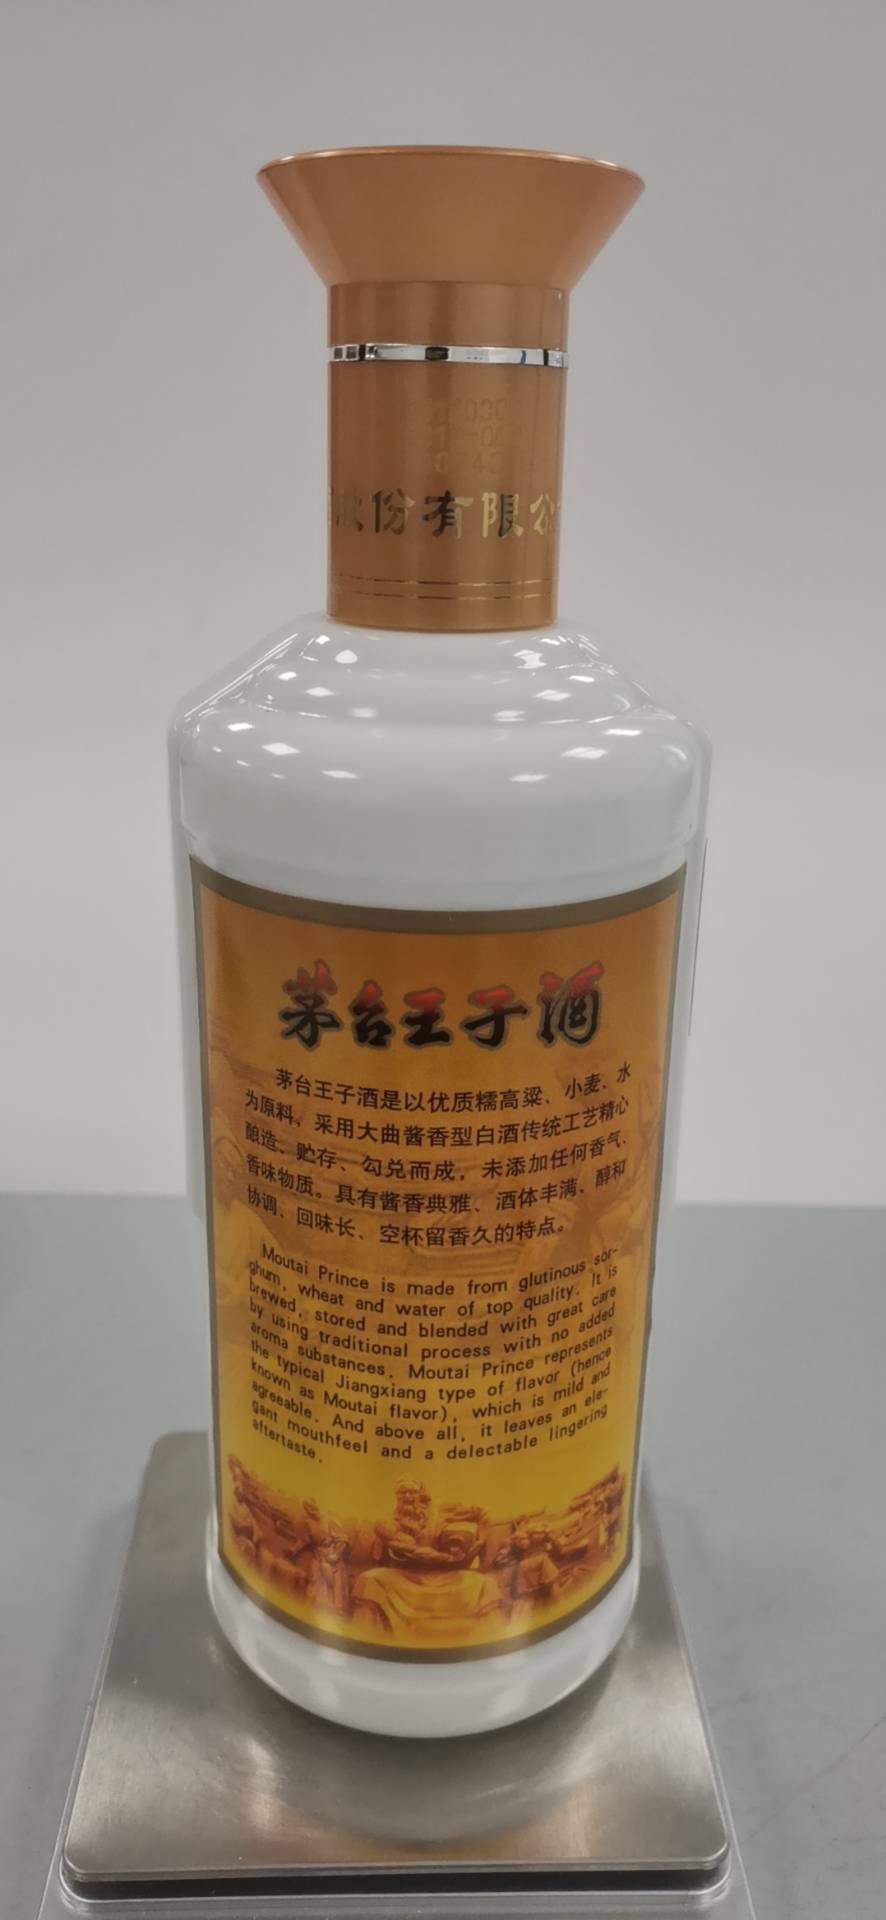 股份有限公
茅台王子酒
茅台王子酒是以优质糯高粱、小麦、水
为原料，采用大曲酱香型白酒传统工艺精心
酿造、贮存、勾兑而成，未添加任何香气、
香味物质。具有酱香典雅、酒体丰满、醇和
协调、回味长、空杯留香久的特点。
Moutai Prince is made from glutinous sor-
ghum, wheat and water of top quality. It is
brewed, stored and blended with great care
by using traditional process with no added
aroma substances. Moutai Prince represents
the typical Jiangxiang type of flavor (hence
known as Moutai flavor), which is mild and
agreeable. And above all, it leaves an ele-
gant mouthfeel and a delectable lingering
aftertaste.